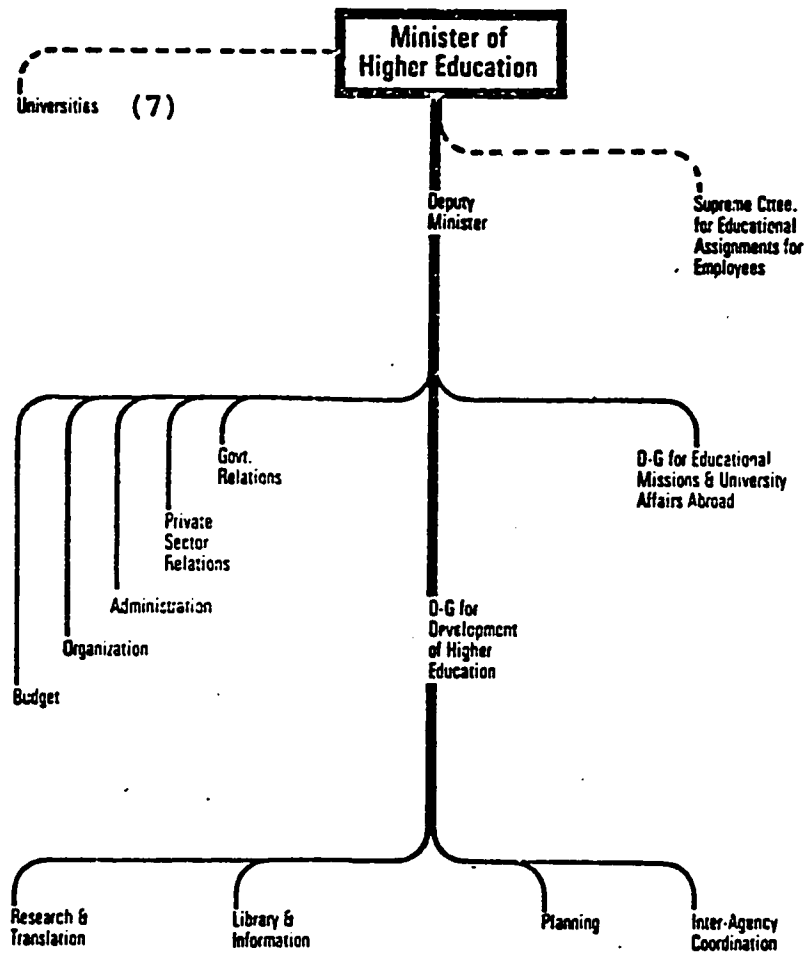 Minister of
Higher Education
Universities (7)
Deputy
Minister
Supreme Cttee.
for Educational
Assignments for
Employees
Govt.
Relations
D-G for Educational
Missions & University
Affairs Abroad
Private
Sector
Relations
Administration
D-G for
Development
of Higher
Education
Organization
Budget
Research &
Translation
Library &
Information
Planning
Inter-Agency
Coordination